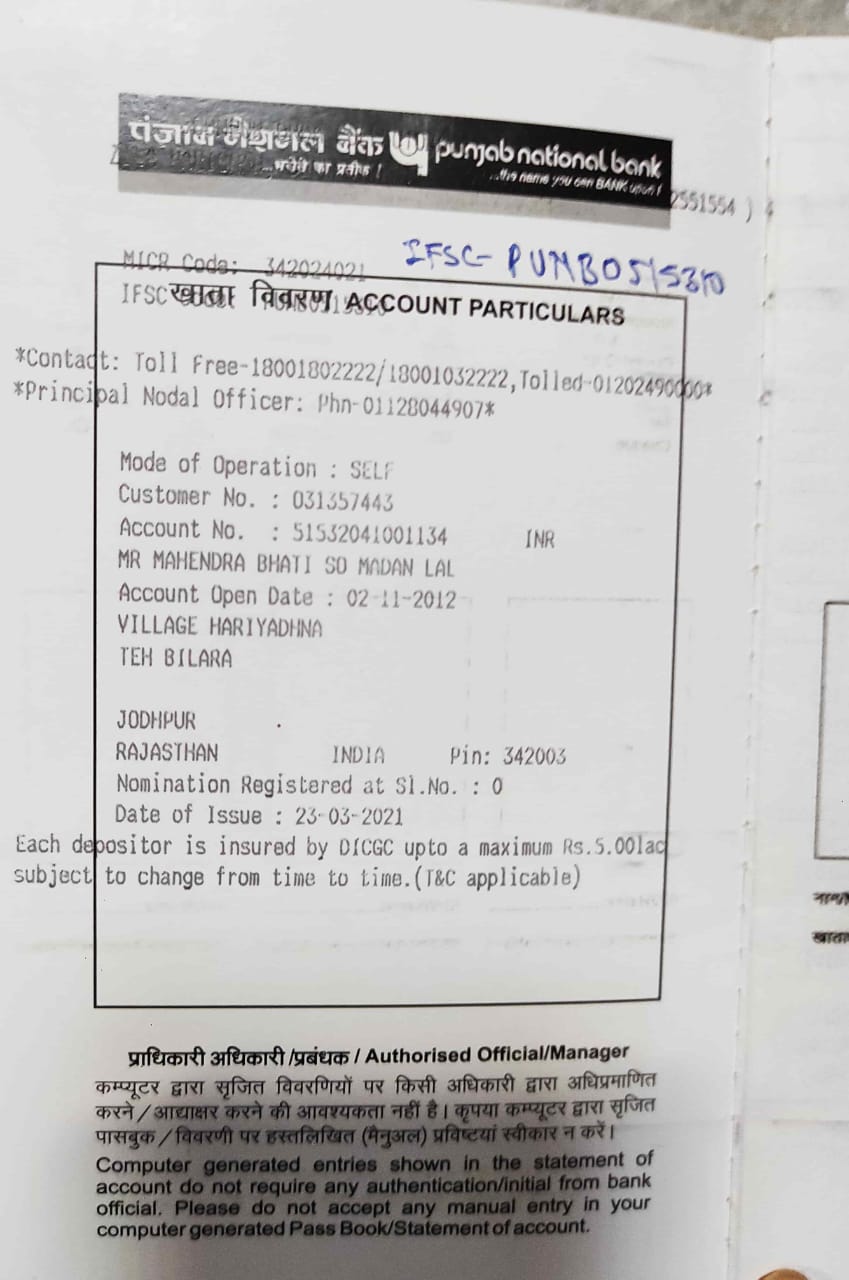 पंजाब नैशनल बैंक punjab national bank
...भरोसे का प्रतीक ! ...the name you can BANK upon !
2551554 )
MICR Code: 342024021
IFSC- PUNB0515310
IFSC
खाता विवरण ACCOUNT PARTICULARS
*Contact: Toll Free-18001802222/18001032222,Tolled-01202490000*
*Principal Nodal Officer: Phn-01128044907*
Mode of Operation : SELF
Customer No. : 031357443
Account No. : 51532041001134 INR
MR MAHENDRA BHATI SO MADAN LAL
Account Open Date : 02-11-2012
VILLAGE HARIYADHNA
TEH BILARA
JODHPUR
RAJASTHAN INDIA Pin: 342003
Nomination Registered at Sl.No. : 0
Date of Issue : 23-03-2021
Each depositor is insured by DICGC upto a maximum Rs.5.00lac
subject to change from time to time.(T&C applicable)
प्राधिकारी अधिकारी /प्रबंधक / Authorised Official/Manager
कम्प्यूटर द्वारा सृजित विवरणियों पर किसी अधिकारी द्वारा अधिप्रमाणित
करने / आद्याक्षर करने की आवश्यकता नहीं है। कृपया कम्प्यूटर द्वारा सृजित
पासबुक / विवरणी पर हस्तलिखित (मैनुअल) प्रविष्टयां स्वीकार न करें।
Computer generated entries shown in the statement of
account do not require any authentication/initial from bank
official. Please do not accept any manual entry in your
computer generated Pass Book/Statement of account.